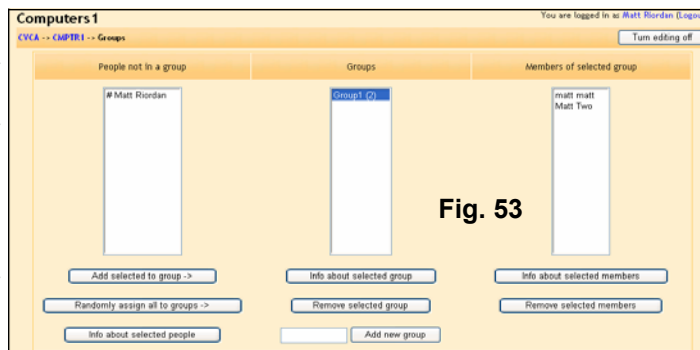 Computers1
You are logged in as Matt Riordan (Logou
CVCA -> CMPTR1 -> Groups
Turn editing off
People not in a group
Groups
Members of selected group
# Matt Riordan
Group1 (2)
matt matt
Matt Two
Fig. 53
Add selected to group ->
Info about selected group
Info about selected members
Randomly assign all to groups ->
Remove selected group
Remove selected members
Info about selected people
Add new group